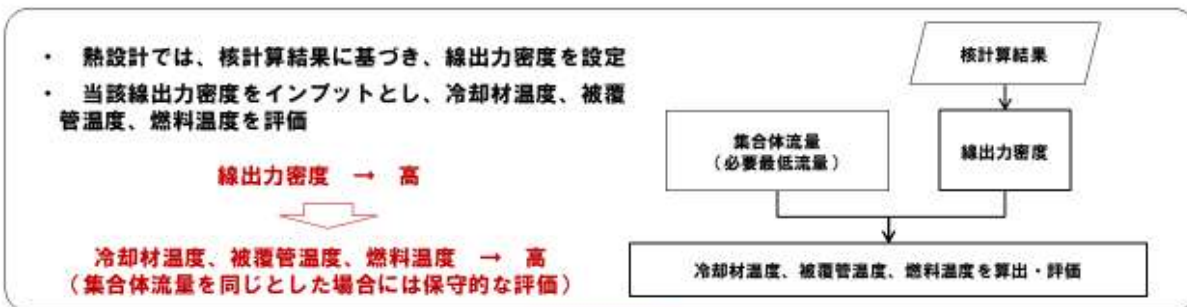 ・ 熱設計では、核計算結果に基づき、線出力密度を設定
・ 当該線出力密度をインプットとし、冷却材温度、被覆
管温度、燃料温度を評価
線出力密度 → 高
冷却材温度、被覆管温度、燃料温度 → 高
（集合体流量を同じとした場合には保守的な評価）
核計算結果
集合体流量
（必要最低流量）
線出力密度
冷却材温度、被覆管温度、燃料温度を算出・評価